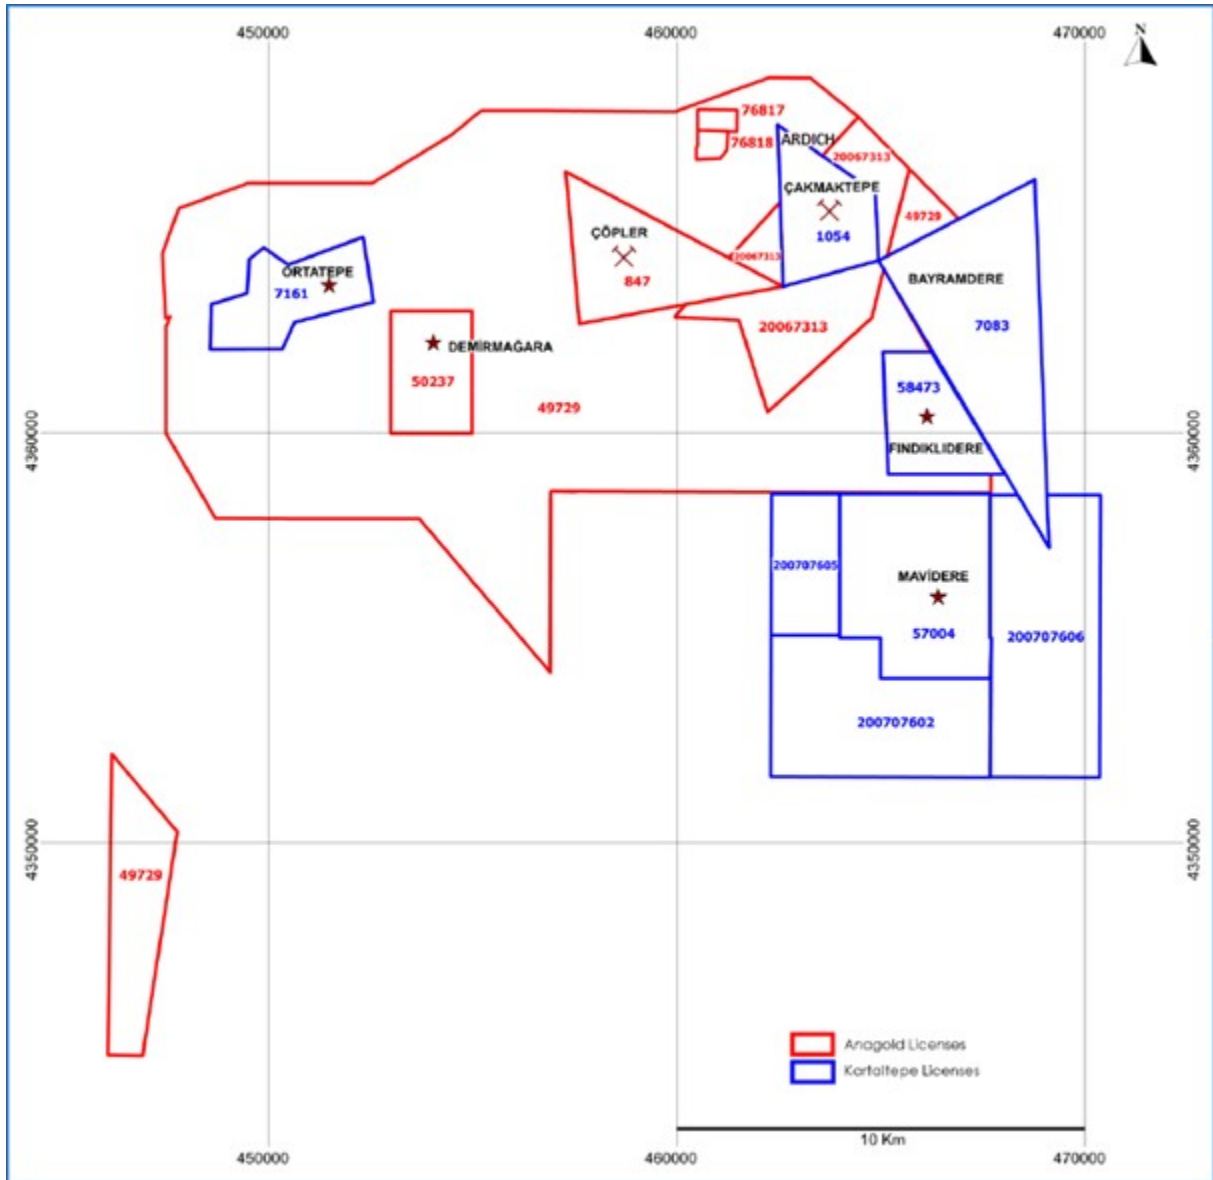 450000
460000
470000
N
76817
ARDICH
76818
20067313
ÇAKMAKTEPE
49729
ÇÖPLER
1054
20067313
847
ORTATEPE
7161
BAYRAMDERE
7083
20067313
DEMİRMAĞARA
50237
49729
58473
FINDIKLIDERE
4360000
4360000
200707605
MAVİDERE
57004
200707606
200707602
4350000
4350000
49729
Anagold Licenses
Kartaltepe Licenses
10 Km
450000
460000
470000